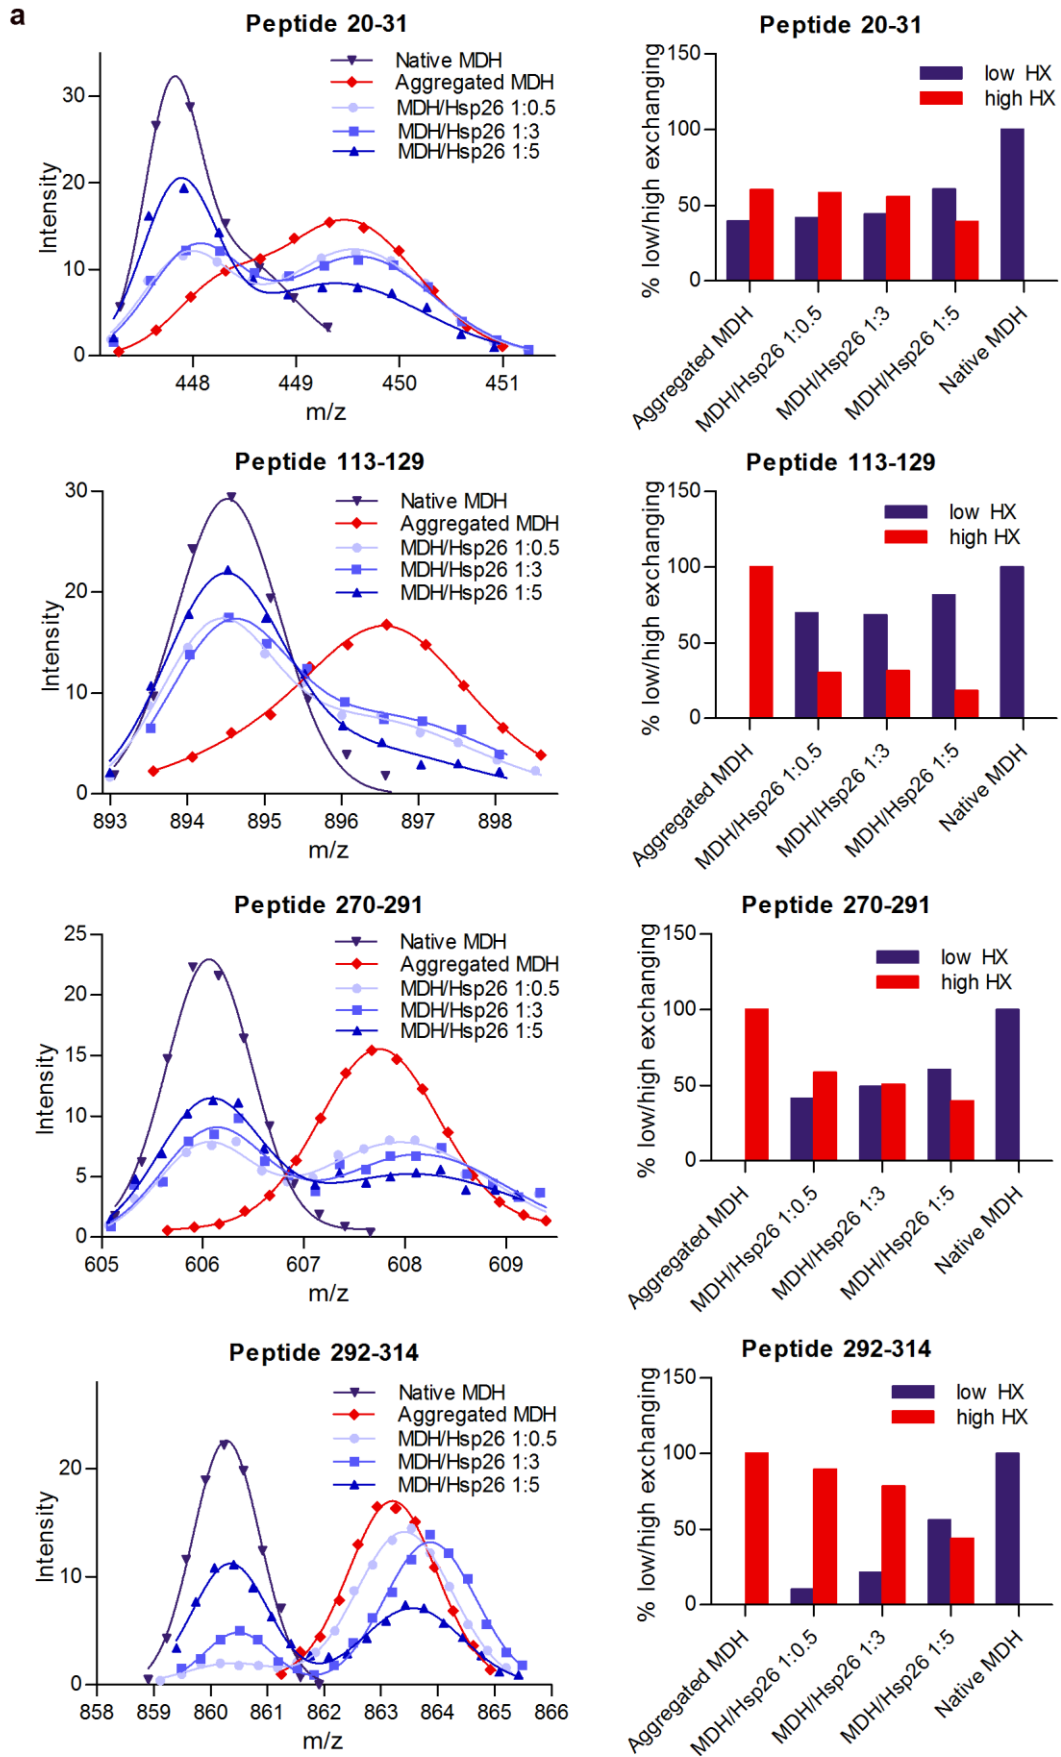 a
Peptide 20-31
Native MDH
Aggregated MDH
MDH/Hsp26 1:0.5
MDH/Hsp26 1:3
MDH/Hsp26 1:5
30
20
10
0
Intensity
448 449 450 451
m/z
Peptide 20-31
low HX
high HX
150
100
50
0
% low/high exchanging
Aggregated MDH
MDH/Hsp26 1:0.5
MDH/Hsp26 1:3
MDH/Hsp26 1:5
Native MDH
Peptide 113-129
Native MDH
Aggregated MDH
MDH/Hsp26 1:0.5
MDH/Hsp26 1:3
MDH/Hsp26 1:5
30
20
10
0
Intensity
893 894 895 896 897 898
m/z
Peptide 113-129
low HX
high HX
150
100
50
0
% low/high exchanging
Aggregated MDH
MDH/Hsp26 1:0.5
MDH/Hsp26 1:3
MDH/Hsp26 1:5
Native MDH
Peptide 270-291
Native MDH
Aggregated MDH
MDH/Hsp26 1:0.5
MDH/Hsp26 1:3
MDH/Hsp26 1:5
25
20
15
10
5
0
Intensity
605 606 607 608 609
m/z
Peptide 270-291
low HX
high HX
150
100
50
0
% low/high exchanging
Aggregated MDH
MDH/Hsp26 1:0.5
MDH/Hsp26 1:3
MDH/Hsp26 1:5
Native MDH
Peptide 292-314
Native MDH
Aggregated MDH
MDH/Hsp26 1:0.5
MDH/Hsp26 1:3
MDH/Hsp26 1:5
20
10
0
Intensity
858 859 860 861 862 863 864 865 866
m/z
Peptide 292-314
low HX
high HX
150
100
50
0
% low/high exchanging
Aggregated MDH
MDH/Hsp26 1:0.5
MDH/Hsp26 1:3
MDH/Hsp26 1:5
Native MDH